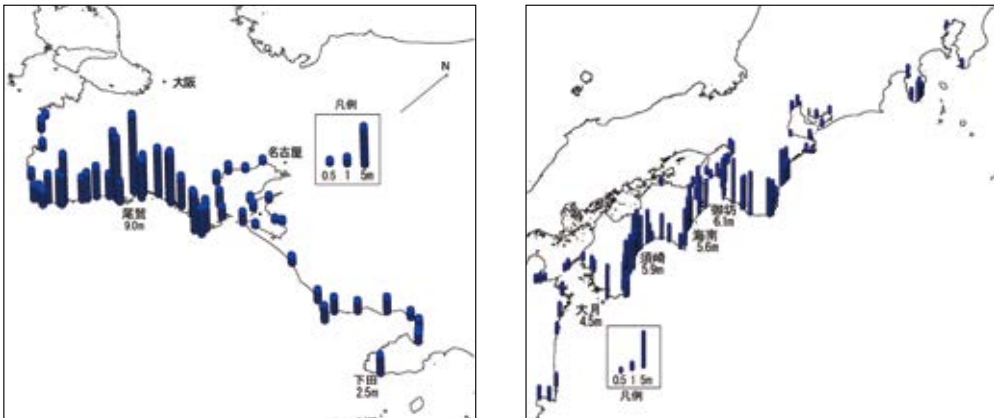 大阪
N
凡例
0.5 1 5m
名古屋
尾鷲
9.0m
下田
2.5m
御坊
6.1m
海南
5.6m
須崎
5.9m
大月
4.5m
0.5 1 5m
凡例